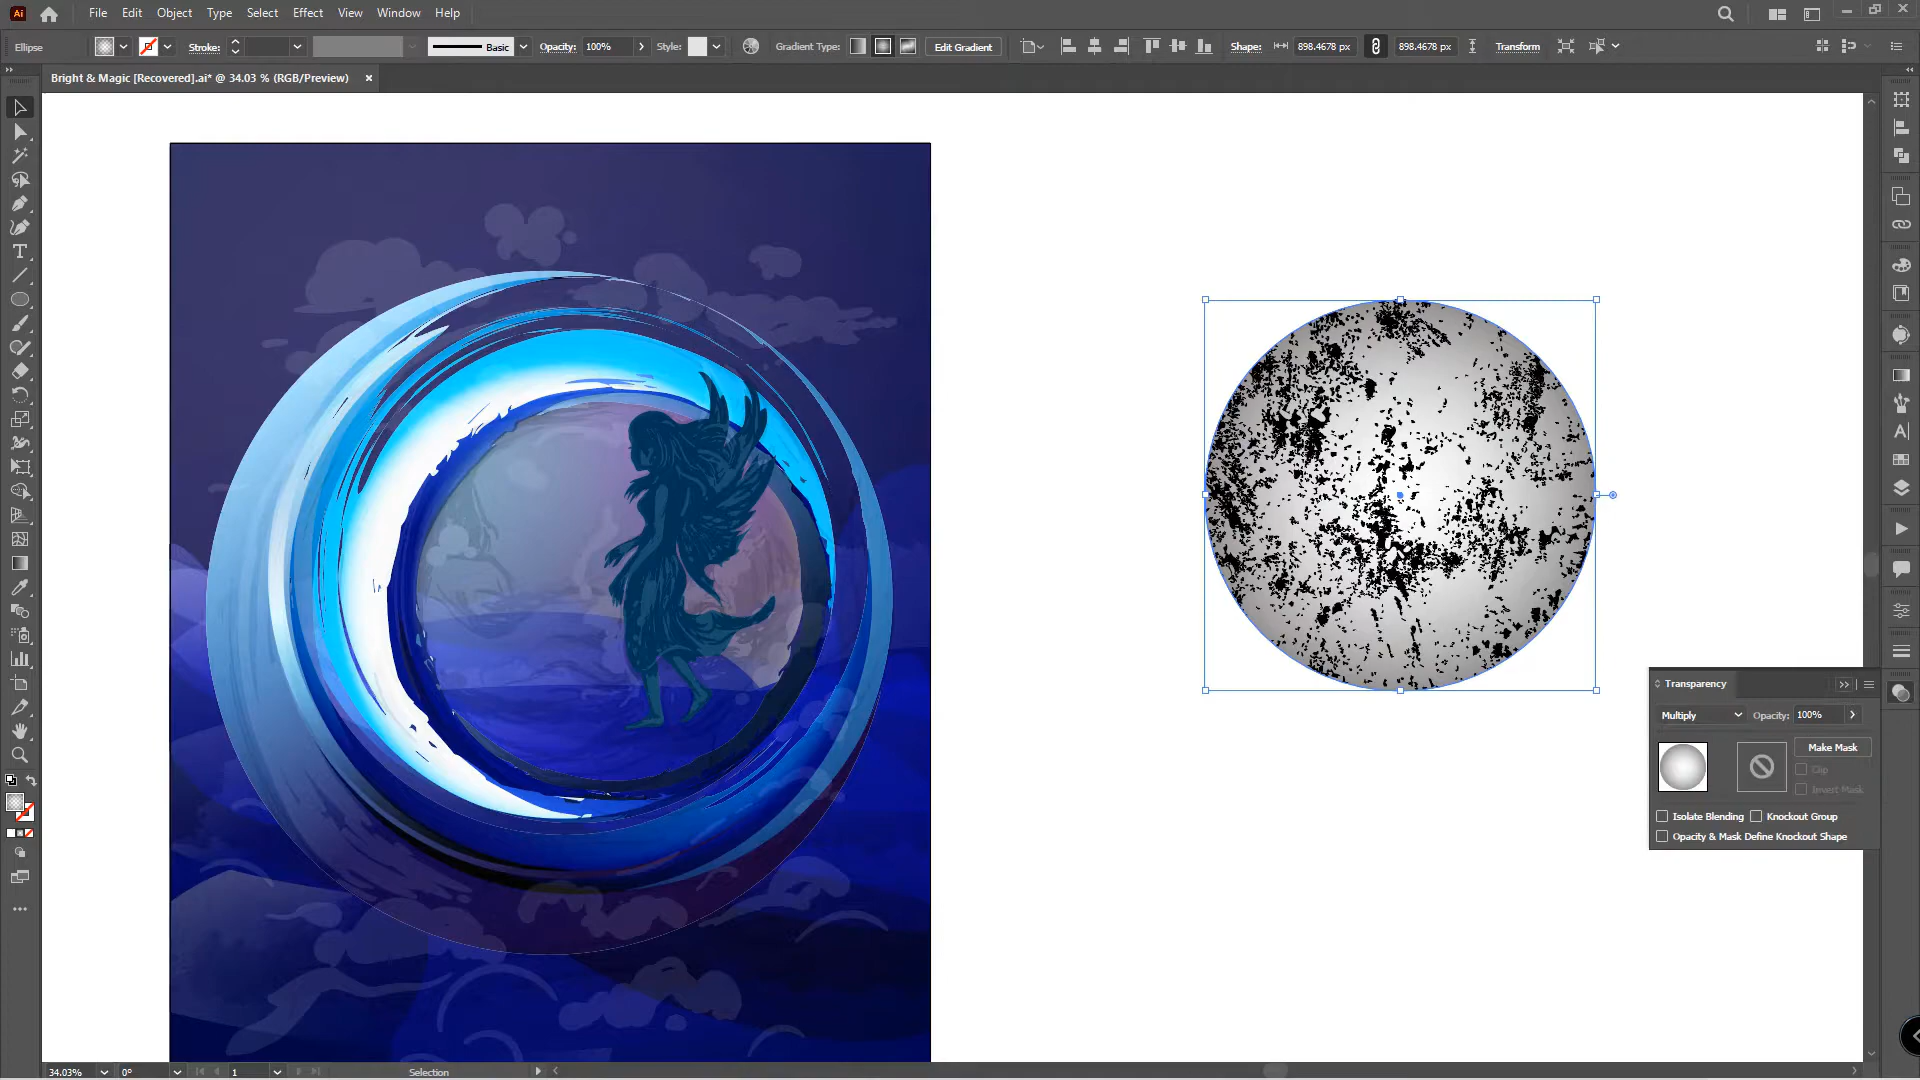 Ai File Edit Object Type Select Effect View Window Help
Ellipse Stroke: Basic Opacity: 100% Style: Gradient Type: Edit Gradient Shape: 898.4678 px 898.4678 px Transform
Bright & Magic [Recovered].ai* @ 34.03 % (RGB/Preview) ×
Transparency
Multiply Opacity: 100%
Make Mask
Clip
Invert Mask
Isolate Blending Knockout Group
Opacity & Mask Define Knockout Shape
34.03% 0° 1 Selection